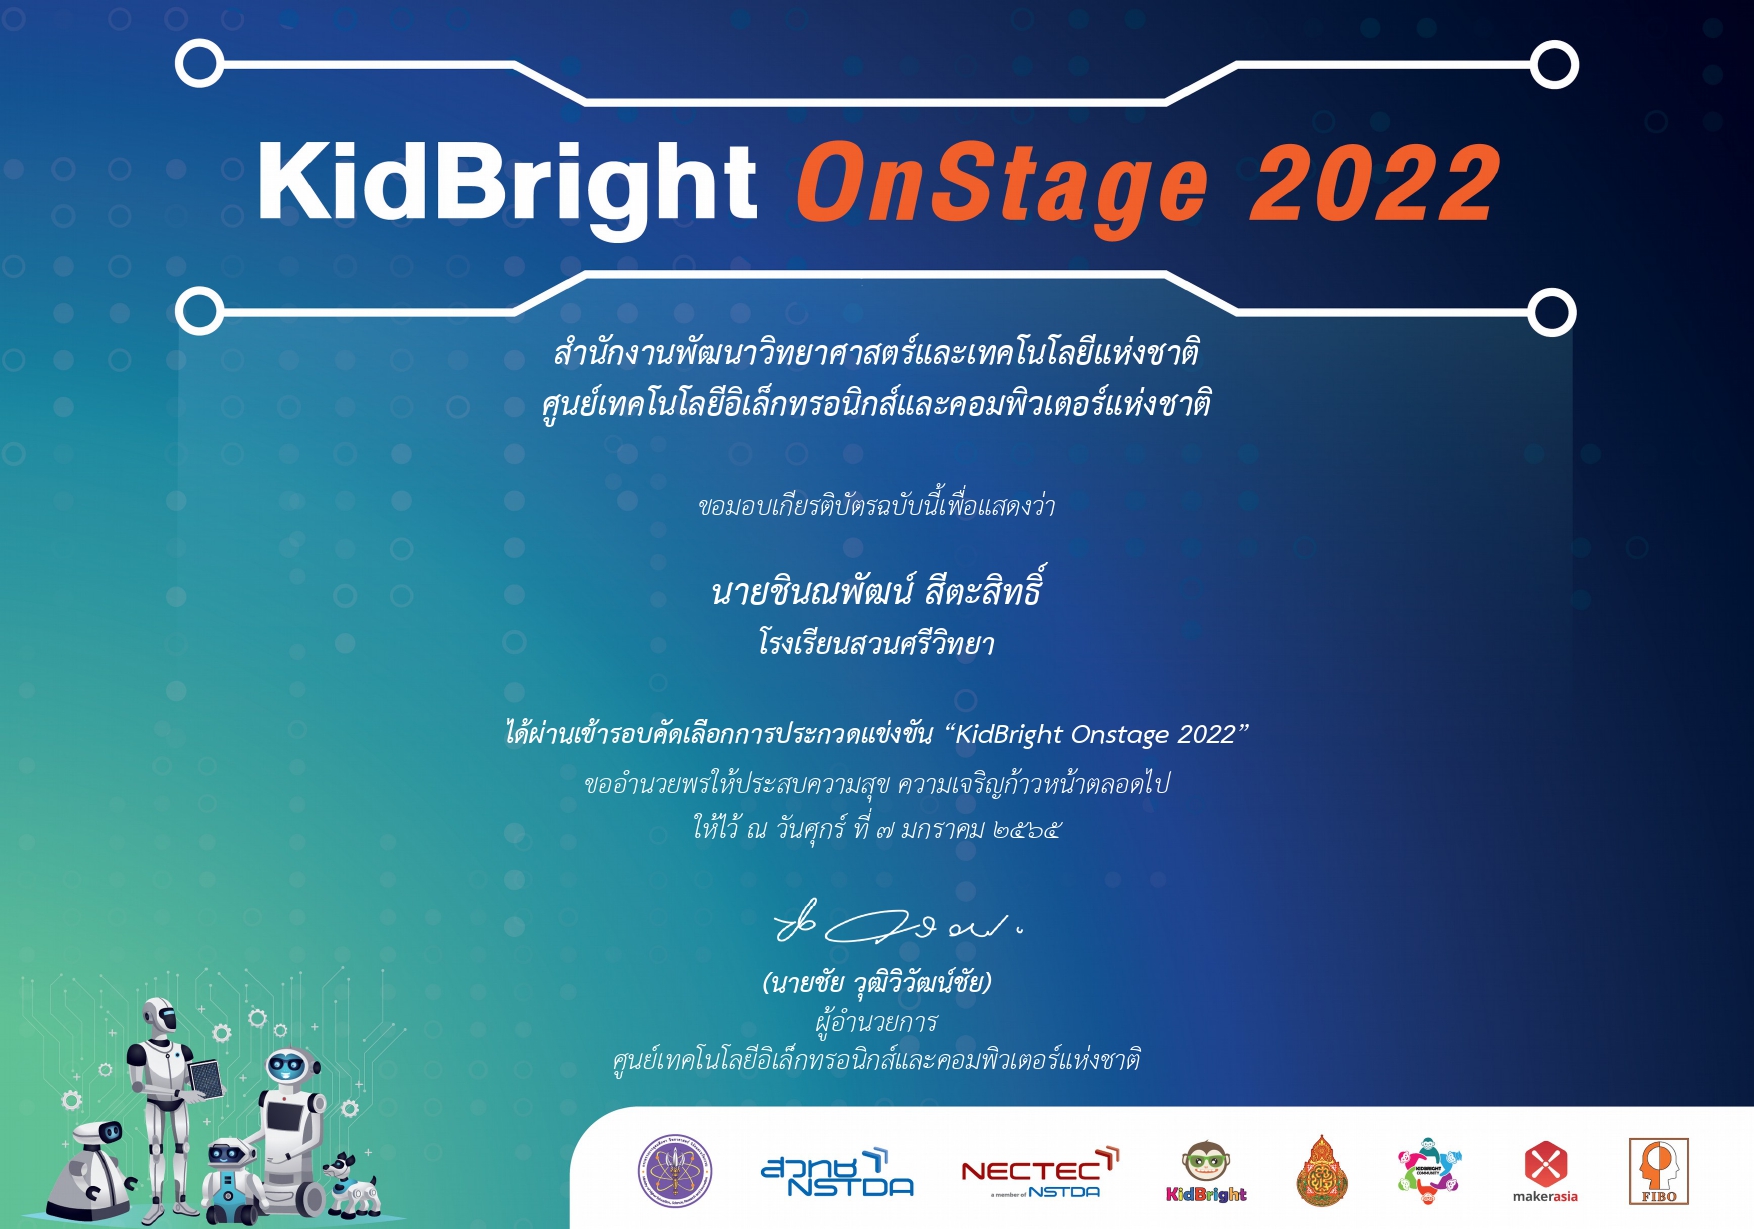 KidBright OnStage 2022
สำนักงานพัฒนาวิทยาศาสตร์และเทคโนโลยีแห่งชาติ
ศูนย์เทคโนโลยีอิเล็กทรอนิกส์และคอมพิวเตอร์แห่งชาติ
ขอมอบเกียรติบัตรฉบับนี้เพื่อแสดงว่า
นายชินณพัฒน์ สีตะสิทธิ์
โรงเรียนสวนศรีวิทยา
ได้ผ่านเข้ารอบคัดเลือกการประกวดแข่งขัน “KidBright Onstage 2022”
ขออำนวยพรให้ประสบความสุข ความเจริญก้าวหน้าตลอดไป
ให้ไว้ ณ วันศุกร์ ที่ ๗ มกราคม ๒๕๖๕
(นายชัย วุฒิวิวัฒน์ชัย)
ผู้อำนวยการ
ศูนย์เทคโนโลยีอิเล็กทรอนิกส์และคอมพิวเตอร์แห่งชาติ
สวทช
NSTDA
NECTEC
a member of NSTDA
KidBright
KIDBRIGHT
COMMUNITY
makerasia
FIBO